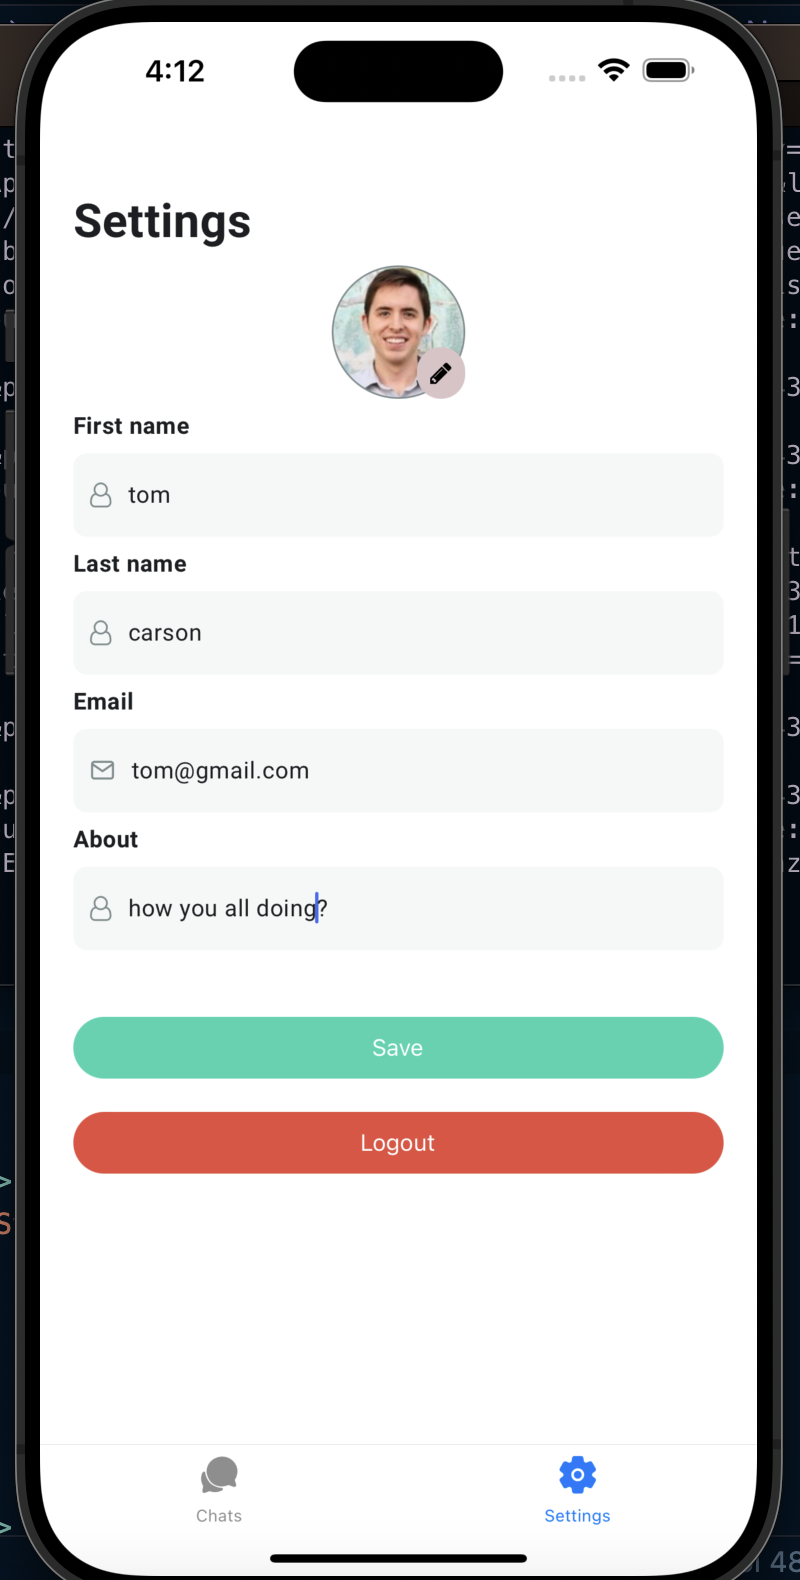 4:12
Settings
First name
tom
Last name
carson
Email
tom@gmail.com
About
how you all doing?
Save
Logout
Chats
Settings